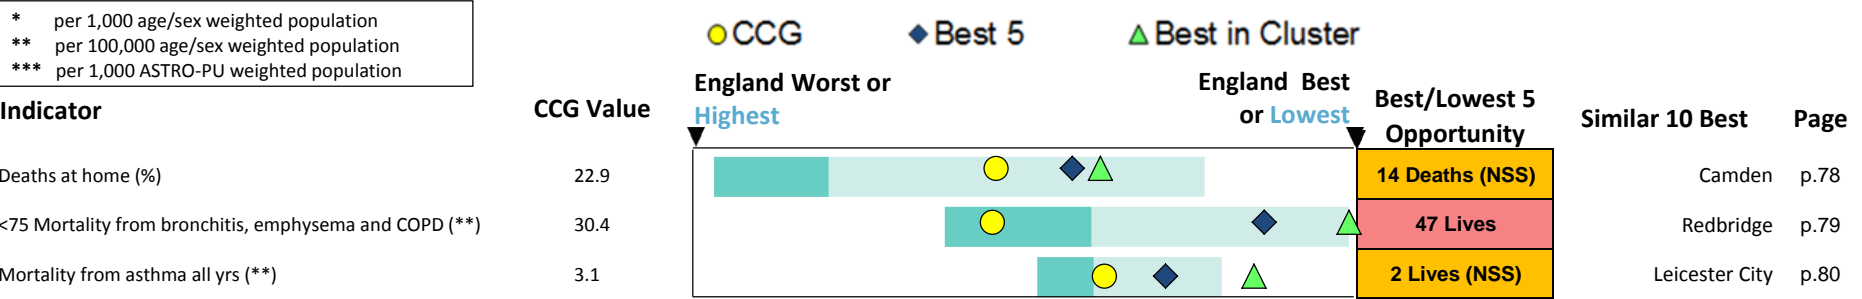 * per 1,000 age/sex weighted population
** per 100,000 age/sex weighted population
*** per 1,000 ASTRO-PU weighted population
CCG Best 5 Best in Cluster
Indicator
CCG Value
England Worst or
Highest
England Best
or Lowest
Best/Lowest 5
Opportunity
Similar 10 Best
Page
Deaths at home (%) 22.9 14 Deaths (NSS) Camden p.78
<75 Mortality from bronchitis, emphysema and COPD (**) 30.4 47 Lives Redbridge p.79
Mortality from asthma all yrs (**) 3.1 2 Lives (NSS) Leicester City p.80